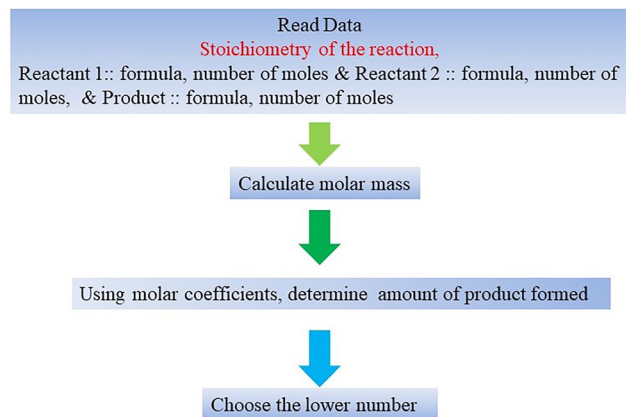 Read Data
Stoichiometry of the reaction,
Reactant 1:: formula, number of moles & Reactant 2 :: formula, number of
moles, & Product :: formula, number of moles
Calculate molar mass
Using molar coefficients, determine amount of product formed
Choose the lower number